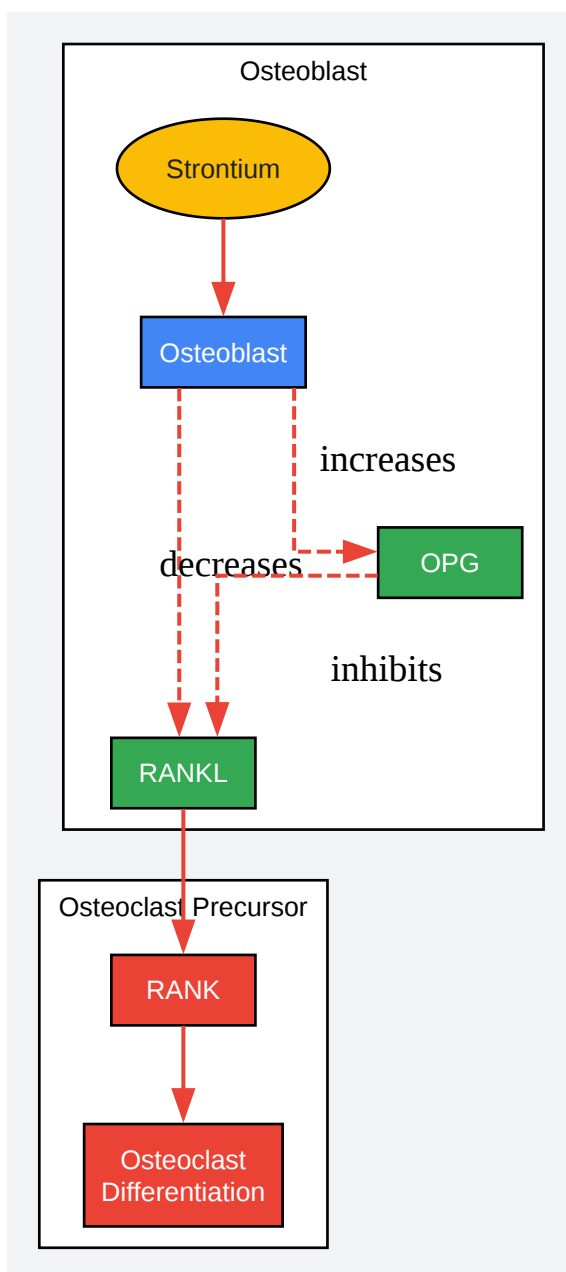 Osteoblast
Strontium
Osteoblast
increases
decreases
OPG
inhibits
RANKL
Osteoclast Precursor
RANK
Osteoclast
Differentiation